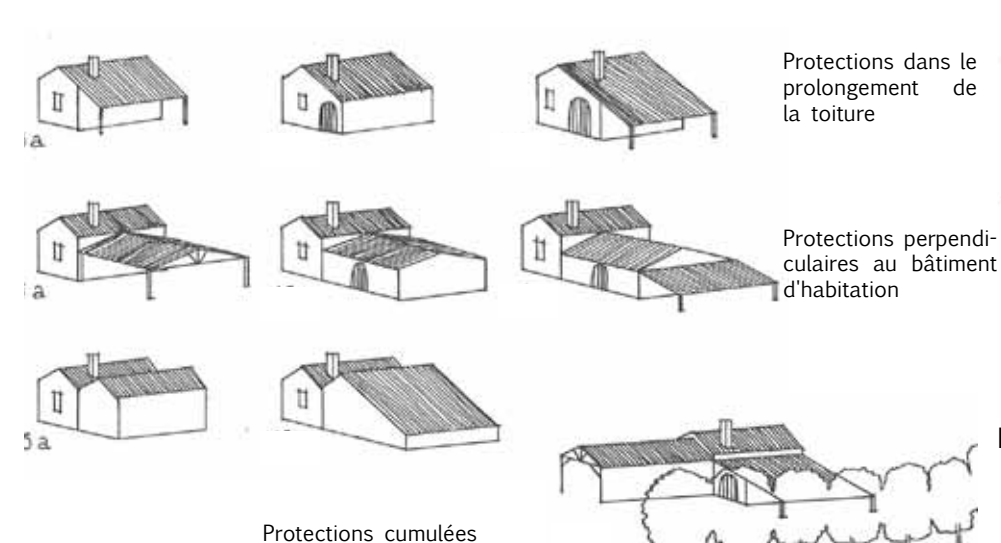 Protections dans le
prolongement de
la toiture
a
Protections perpendi-
culaires au bâtiment
d'habitation
a
a
Protections cumulées